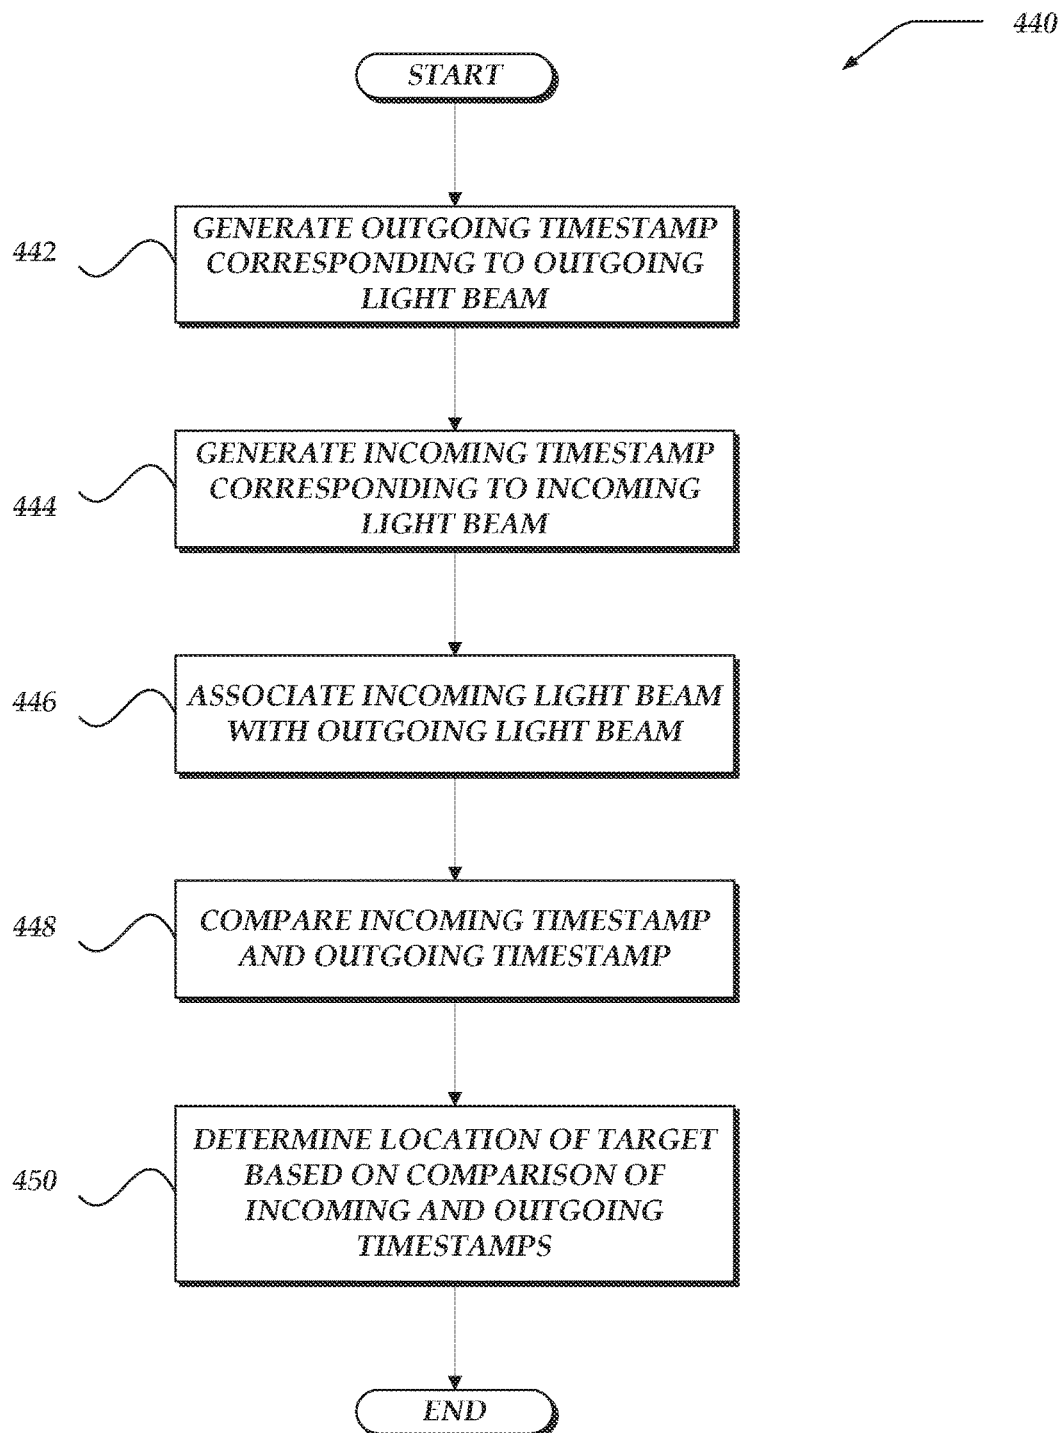 440
START
442
GENERATE OUTGOING TIMESTAMP
CORRESPONDING TO OUTGOING
LIGHT BEAM
444
GENERATE INCOMING TIMESTAMP
CORRESPONDING TO INCOMING
LIGHT BEAM
446
ASSOCIATE INCOMING LIGHT BEAM
WITH OUTGOING LIGHT BEAM
448
COMPARE INCOMING TIMESTAMP
AND OUTGOING TIMESTAMP
450
DETERMINE LOCATION OF TARGET
BASED ON COMPARISON OF
INCOMING AND OUTGOING
TIMESTAMPS
END